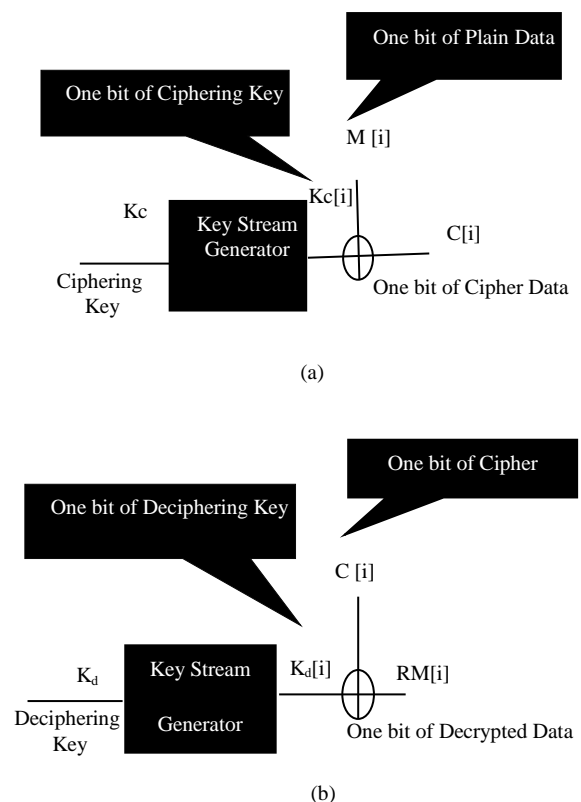 One bit of Plain Data
One bit of Ciphering Key
M [i]
Kc[i]
Kc
Key Stream
Generator
C[i]
Ciphering
Key
One bit of Cipher Data
(a)
One bit of Cipher
One bit of Deciphering Key
C [i]
Key Stream
Generator
Kd
Kd[i]
RM[i]
Deciphering
Key
One bit of Decrypted Data
(b)